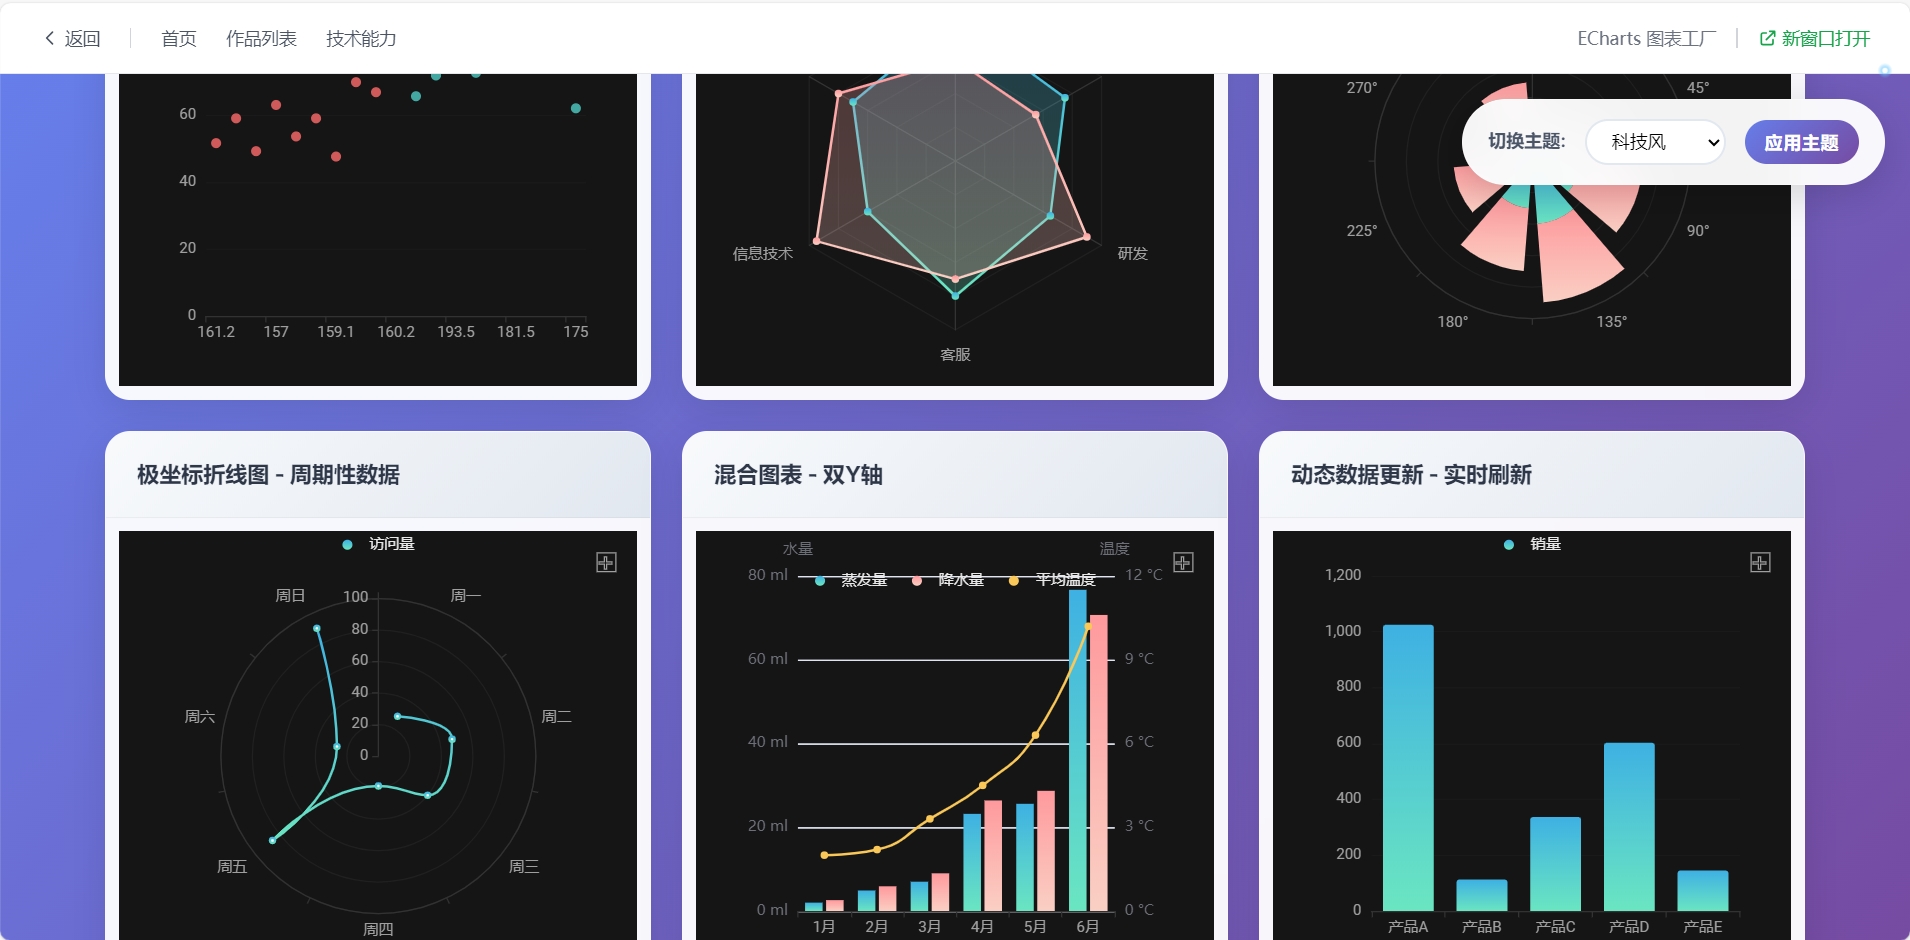 返回 首页 作品列表 技术能力 ECharts 图表工厂 新窗口打开
切换主题: 科技风 应用主题
60
40
20
0
161.2 157 159.1 160.2 193.5 181.5 175
信息技术 研发
客服
270° 45°
225° 90°
180° 135°
极坐标折线图 - 周期性数据
访问量
周日 100 周一
80
60
40
周六 20 周二
0
周五 周三
周四
混合图表 - 双Y轴
水量 温度
蒸发量 降水量 平均温度
80 ml 12 °C
60 ml 9 °C
40 ml 6 °C
20 ml 3 °C
0 ml 0 °C
1月 2月 3月 4月 5月 6月
动态数据更新 - 实时刷新
销量
1,200
1,000
800
600
400
200
0
产品A 产品B 产品C 产品D 产品E